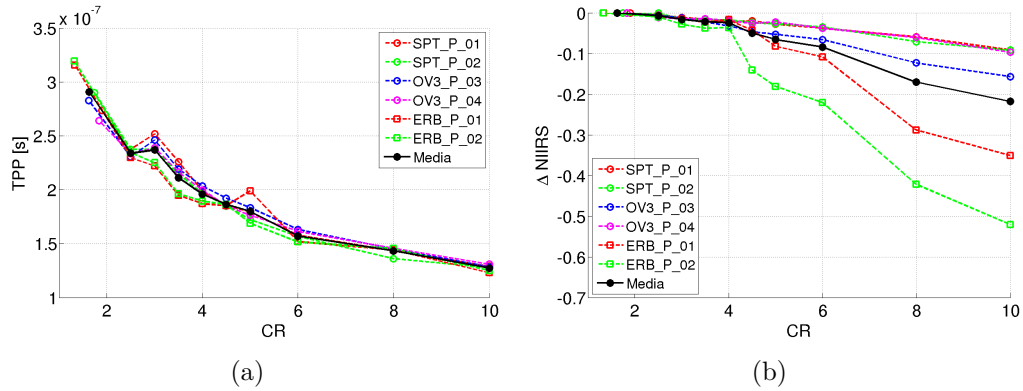 x 10⁻⁷
3.5
3
2.5
2
1.5
1
TPP [s]
2
4
6
8
10
CR
SPT_P_01
SPT_P_02
OV3_P_03
OV3_P_04
ERB_P_01
ERB_P_02
Media
(a)
0
-0.1
-0.2
-0.3
-0.4
-0.5
-0.6
-0.7
Δ NIIRS
2
4
6
8
10
CR
SPT_P_01
SPT_P_02
OV3_P_03
OV3_P_04
ERB_P_01
ERB_P_02
Media
(b)